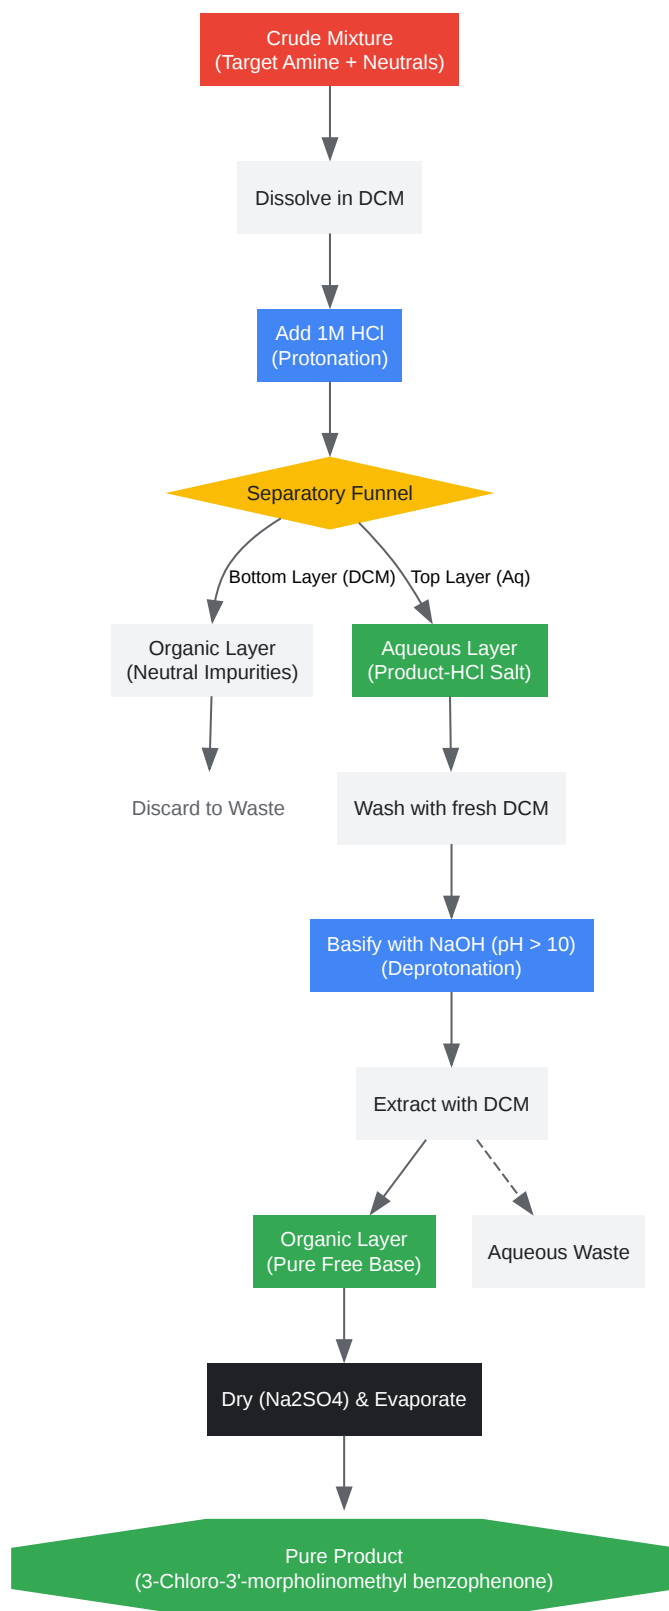 Crude Mixture
(Target Amine + Neutrals)
Dissolve in DCM
Add 1M HCl
(Protonation)
Separatory Funnel
Bottom Layer (DCM)
Top Layer (Aq)
Organic Layer
(Neutral Impurities)
Aqueous Layer
(Product-HCl Salt)
Discard to Waste
Wash with fresh DCM
Basify with NaOH (pH > 10)
(Deprotonation)
Extract with DCM
Organic Layer
(Pure Free Base)
Aqueous Waste
Dry (Na2SO4) & Evaporate
Pure Product
(3-Chloro-3'-morpholinomethyl benzophenone)